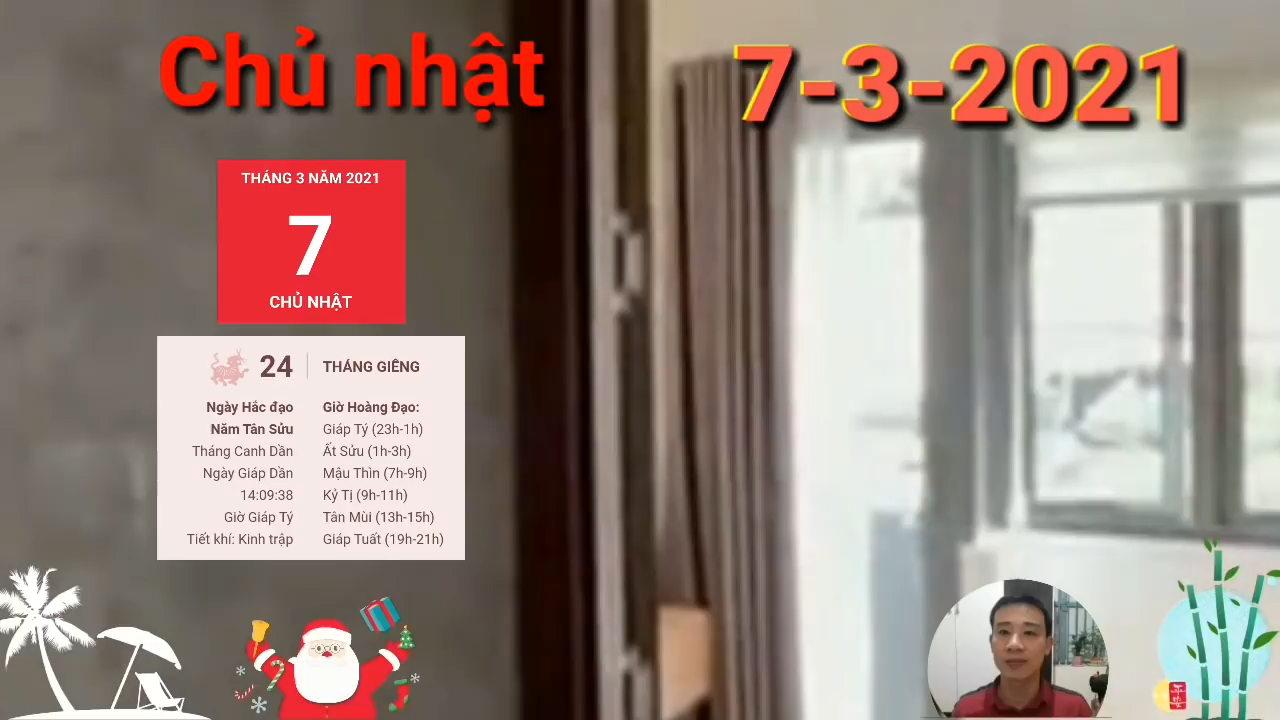 Chủ nhật
7-3-2021
THÁNG 3 NĂM 2021
7
CHỦ NHẬT
24
THÁNG GIÊNG
Ngày Hắc đạo
Năm Tân Sửu
Tháng Canh Dần
Ngày Giáp Dần
14:09:38
Giờ Giáp Tý
Tiết khí: Kinh trập
Giờ Hoàng Đạo:
Giáp Tý (23h-1h)
Ất Sửu (1h-3h)
Mậu Thìn (7h-9h)
Kỷ Tị (9h-11h)
Tân Mùi (13h-15h)
Giáp Tuất (19h-21h)